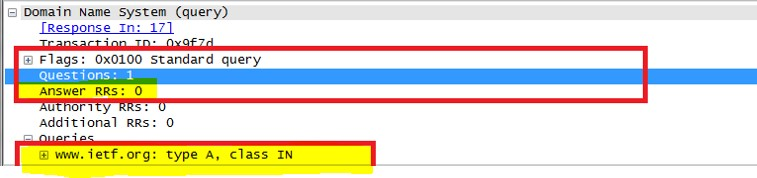 Domain Name System (query)
[Response In: 17]
Transaction ID: 0x9f7d
Flags: 0x0100 Standard query
Questions: 1
Answer RRs: 0
Authority RRs: 0
Additional RRs: 0
Queries
www.ietf.org: type A, class IN